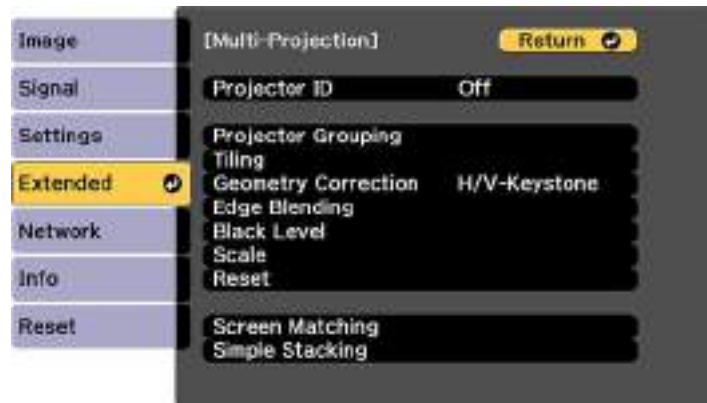 Image
Signal
Settings
Extended
Network
Info
Reset
[Multi-Projection]
Return
Projector ID Off
Projector Grouping
Tiling
Geometry Correction H/V-Keystone
Edge Blending
Black Level
Scale
Reset
Screen Matching
Simple Stacking